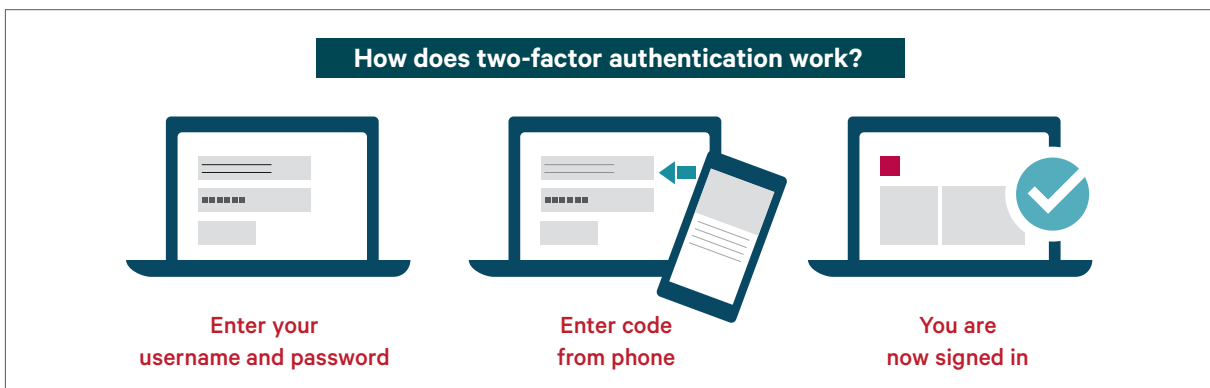 How does two-factor authentication work?
Enter your
username and password
Enter code
from phone
You are
now signed in